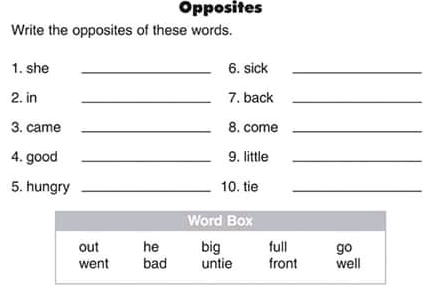 Opposites
Write the opposites of these words.
1. she
6. sick
2. in
7. back
3. came
8. come
4. good
9. little
5. hungry
10. tie
Word Box
out he big full go
went bad untie front well